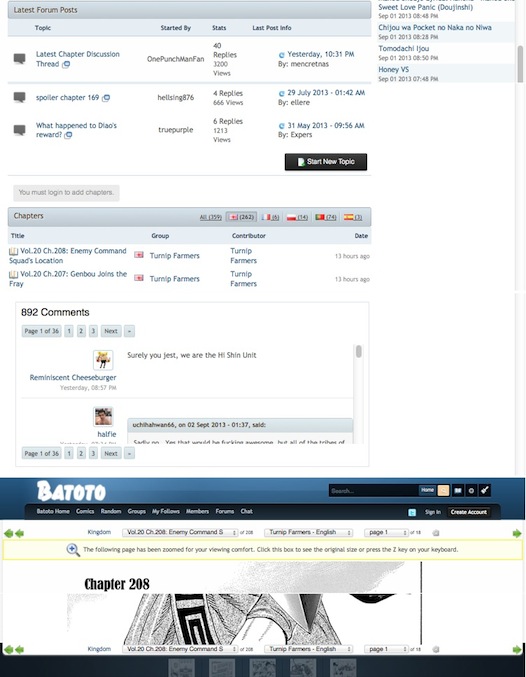 Latest Forum Posts
Topic Started By Stats Last Post Info
Latest Chapter Discussion Thread
OnePunchManFan
40 Replies
3200 Views
Yesterday, 10:31 PM
By: mencretnas
spoiler chapter 169
hellsing876
4 Replies
666 Views
29 July 2013 - 01:42 AM
By: ellere
What happened to Diao's reward?
truepurple
6 Replies
1213 Views
31 May 2013 - 09:56 AM
By: Expers
Start New Topic
Sweet Love Panic (Doujinshi)
Sep 01 2013 08:48 PM
Chijou wa Pocket no Naka no Niwa
Sep 01 2013 08:38 PM
Tomodachi Ijou
Sep 01 2013 08:50 PM
Honey VS
Sep 01 2013 07:48 PM
You must login to add chapters.
Chapters
All (359) (262) (6) (14) (74) (3)
Title Group Contributor Date
Vol.20 Ch.208: Enemy Command Squad's Location
Turnip Farmers
Turnip Farmers
13 hours ago
Vol.20 Ch.207: Genbou Joins the Fray
Turnip Farmers
Turnip Farmers
13 hours ago
892 Comments
Page 1 of 36 1 2 3 Next »
Surely you jest, we are the Hi Shin Unit
Reminiscent Cheeseburger
Yesterday, 08:57 PM
halfie
uchihahwan66, on 02 Sept 2013 - 01:37, said:
Sadly no.. Yes that would be fucking awesome, but all of the tribes of
Page 1 of 36 1 2 3 Next »
BATOTO
Search... Home
Batoto Home Comics Random Groups My Follows Members Forums Chat
Sign In Create Account
Kingdom Vol.20 Ch.208: Enemy Command S of 208 Turnip Farmers - English page 1 of 18
The following page has been zoomed for your viewing comfort. Click this box to see the original size or press the Z key on your keyboard.
Chapter 208
Kingdom Vol.20 Ch.208: Enemy Command S of 208 Turnip Farmers - English page 1 of 18